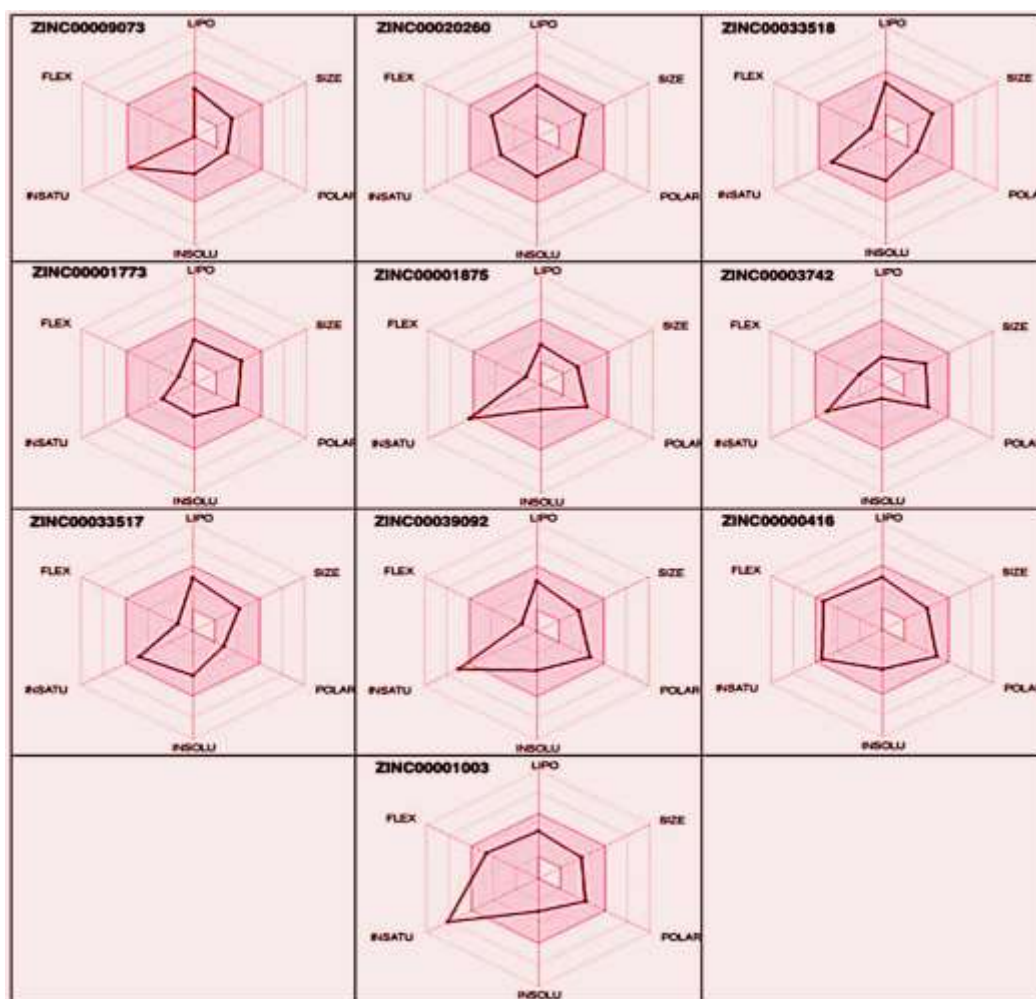 ZINC00009073
LIPO
FLEX
SIZE
INSATU
POLAR
INSOLU
ZINC00020260
LIPO
FLEX
SIZE
INSATU
POLAR
INSOLU
ZINC00033518
LIPO
FLEX
SIZE
INSATU
POLAR
INSOLU
ZINC00001773
LIPO
FLEX
SIZE
INSATU
POLAR
INSOLU
ZINC00001875
LIPO
FLEX
SIZE
INSATU
POLAR
INSOLU
ZINC00003742
LIPO
FLEX
SIZE
INSATU
POLAR
INSOLU
ZINC00033517
LIPO
FLEX
SIZE
INSATU
POLAR
INSOLU
ZINC00039092
LIPO
FLEX
SIZE
INSATU
POLAR
INSOLU
ZINC00000416
LIPO
FLEX
SIZE
INSATU
POLAR
INSOLU
ZINC00001003
LIPO
FLEX
SIZE
INSATU
POLAR
INSOLU